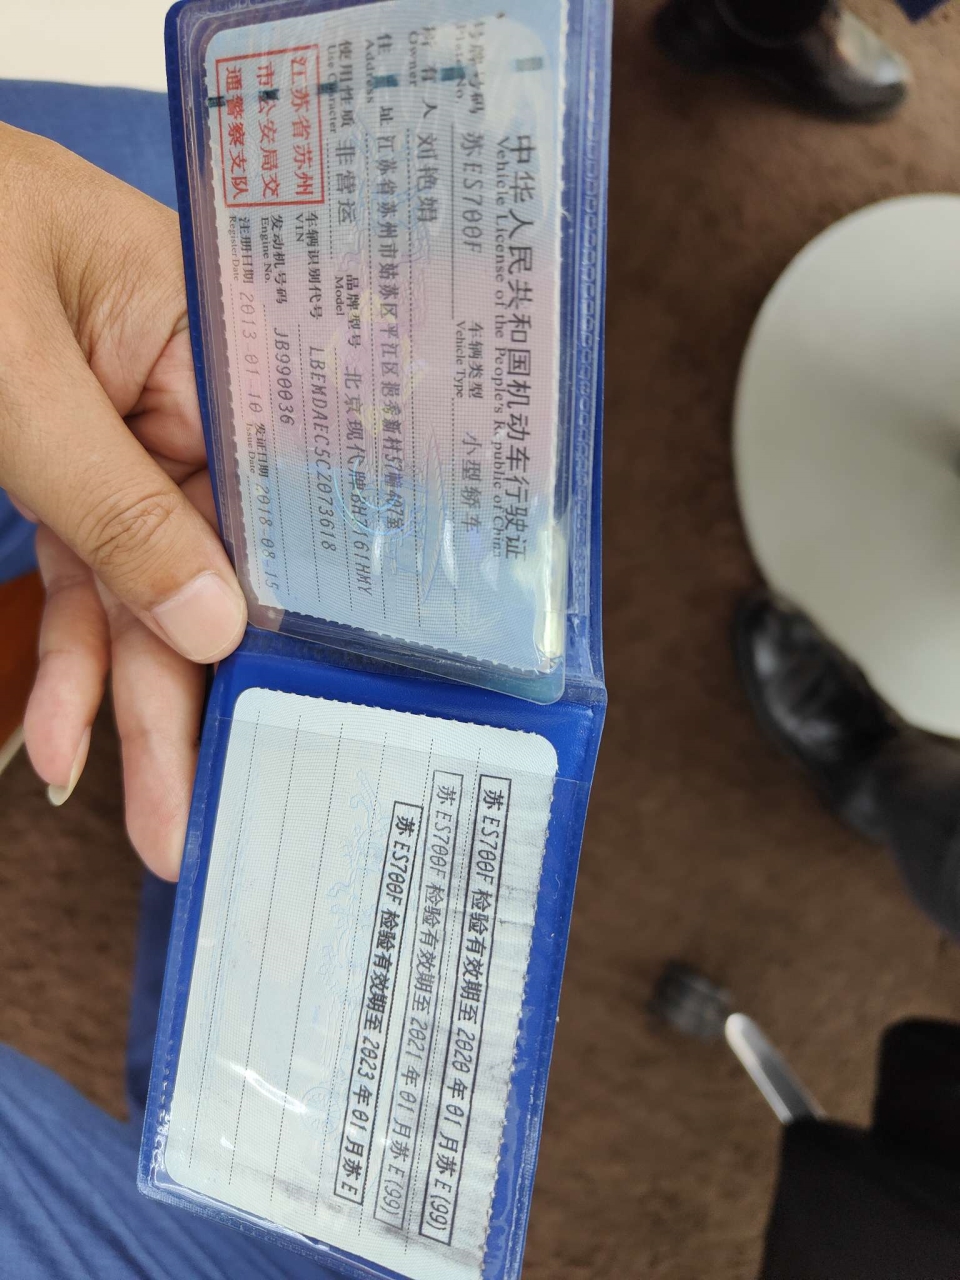 中华人民共和国机动车行驶证
Vehicle License of the People's Republic of China
号牌号码 苏ES700F 车辆类型 小型轿车
Plate No. Vehicle Type
所有人 刘艳娟
Owner
住址 江苏省苏州市姑苏区平江区挹秀新村57幢407室
Address
使用性质 非营运 品牌型号 北京现代牌BH7161HMY
Use Character Model
江苏省苏州
市公安局交
通警察支队
车辆识别代号 LBEMDAEC5CZ073618
VIN
发动机号码 JB990036
Engine No.
注册日期 2013-01-10 发证日期 2018-08-15
Register Date Issue Date
苏ES700F 检验有效期至 2020年01月苏E(99)
苏ES700F 检验有效期至 2021年01月苏E(99)
苏ES700F 检验有效期至 2023年01月苏E